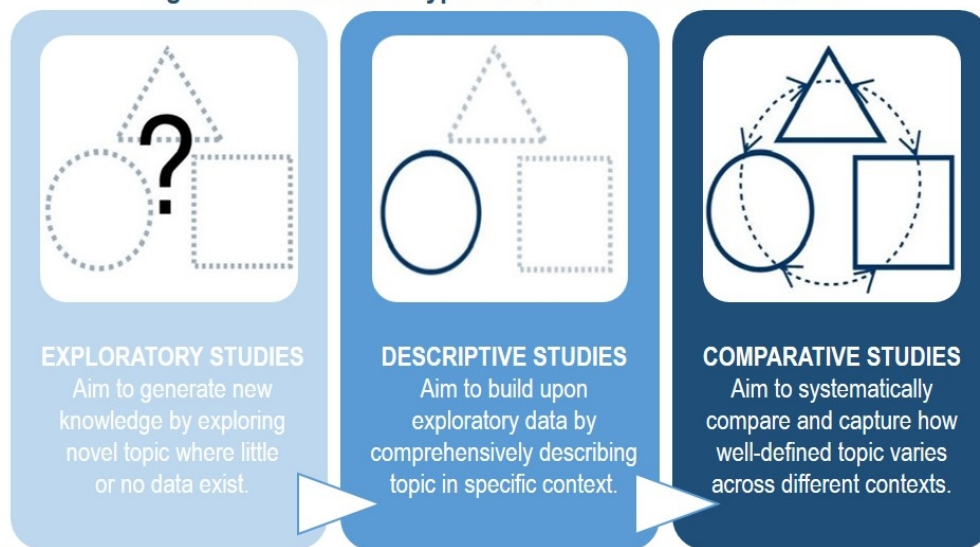 ?
EXPLORATORY STUDIES
Aim to generate new
knowledge by exploring
novel topic where little
or no data exist.
DESCRIPTIVE STUDIES
Aim to build upon
exploratory data by
comprehensively describing
topic in specific context.
COMPARATIVE STUDIES
Aim to systematically
compare and capture how
well-defined topic varies
across different contexts.